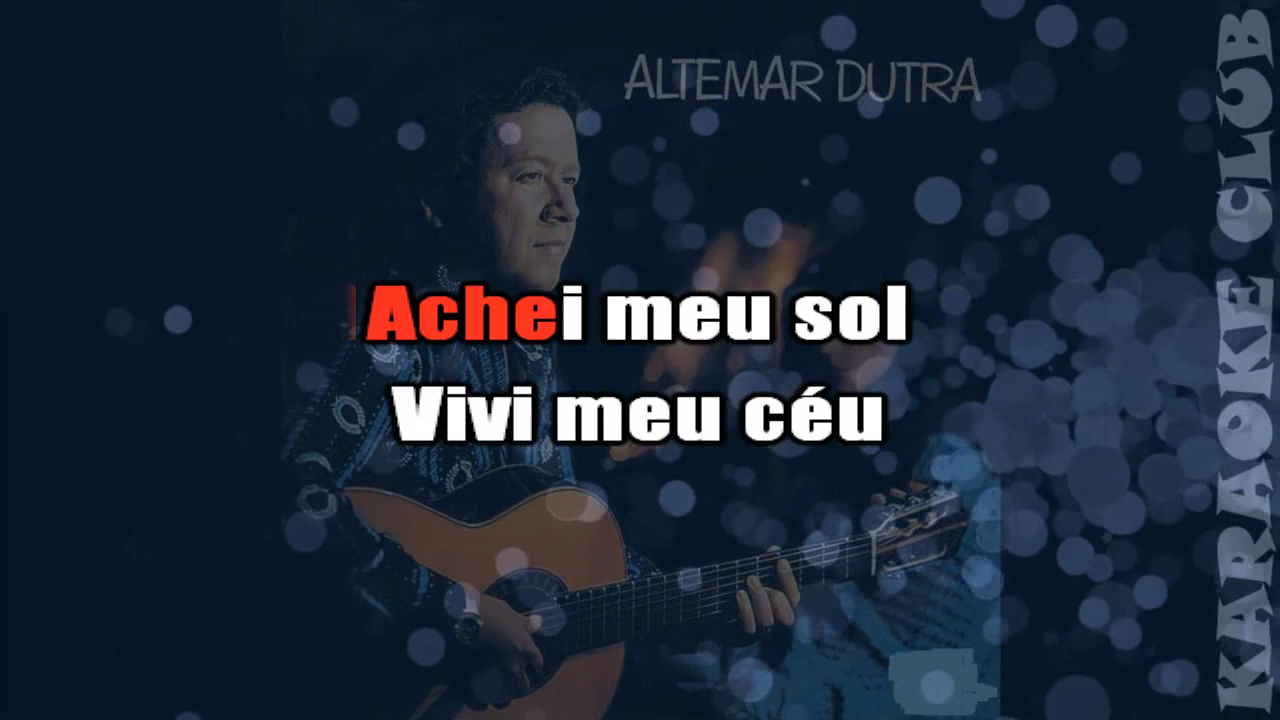 ALTEMAR DUTRA
Achei meu sol
Vivi meu céu
KARAOKE CLUB